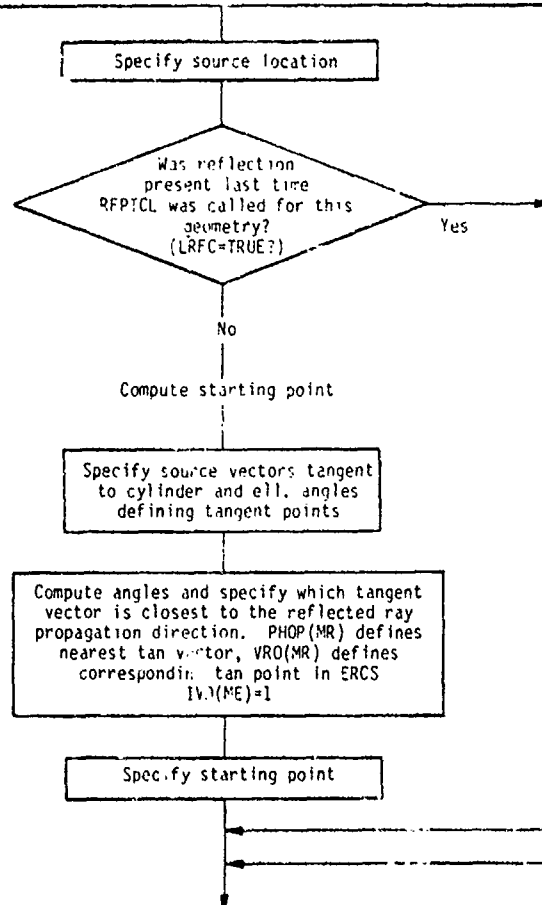 Specify source location
Was reflection
present last time
RFPTCL was called for this
geometry?
(LRFC=TRUE?)
Yes
No
Compute starting point
Specify source vectors tangent
to cylinder and ell. angles
defining tangent points
Compute angles and specify which tangent
vector is closest to the reflected ray
propagation direction. PHOP(MR) defines
nearest tan vector, VRO(MR) defines
corresponding tan point in ERCS
Specify starting point